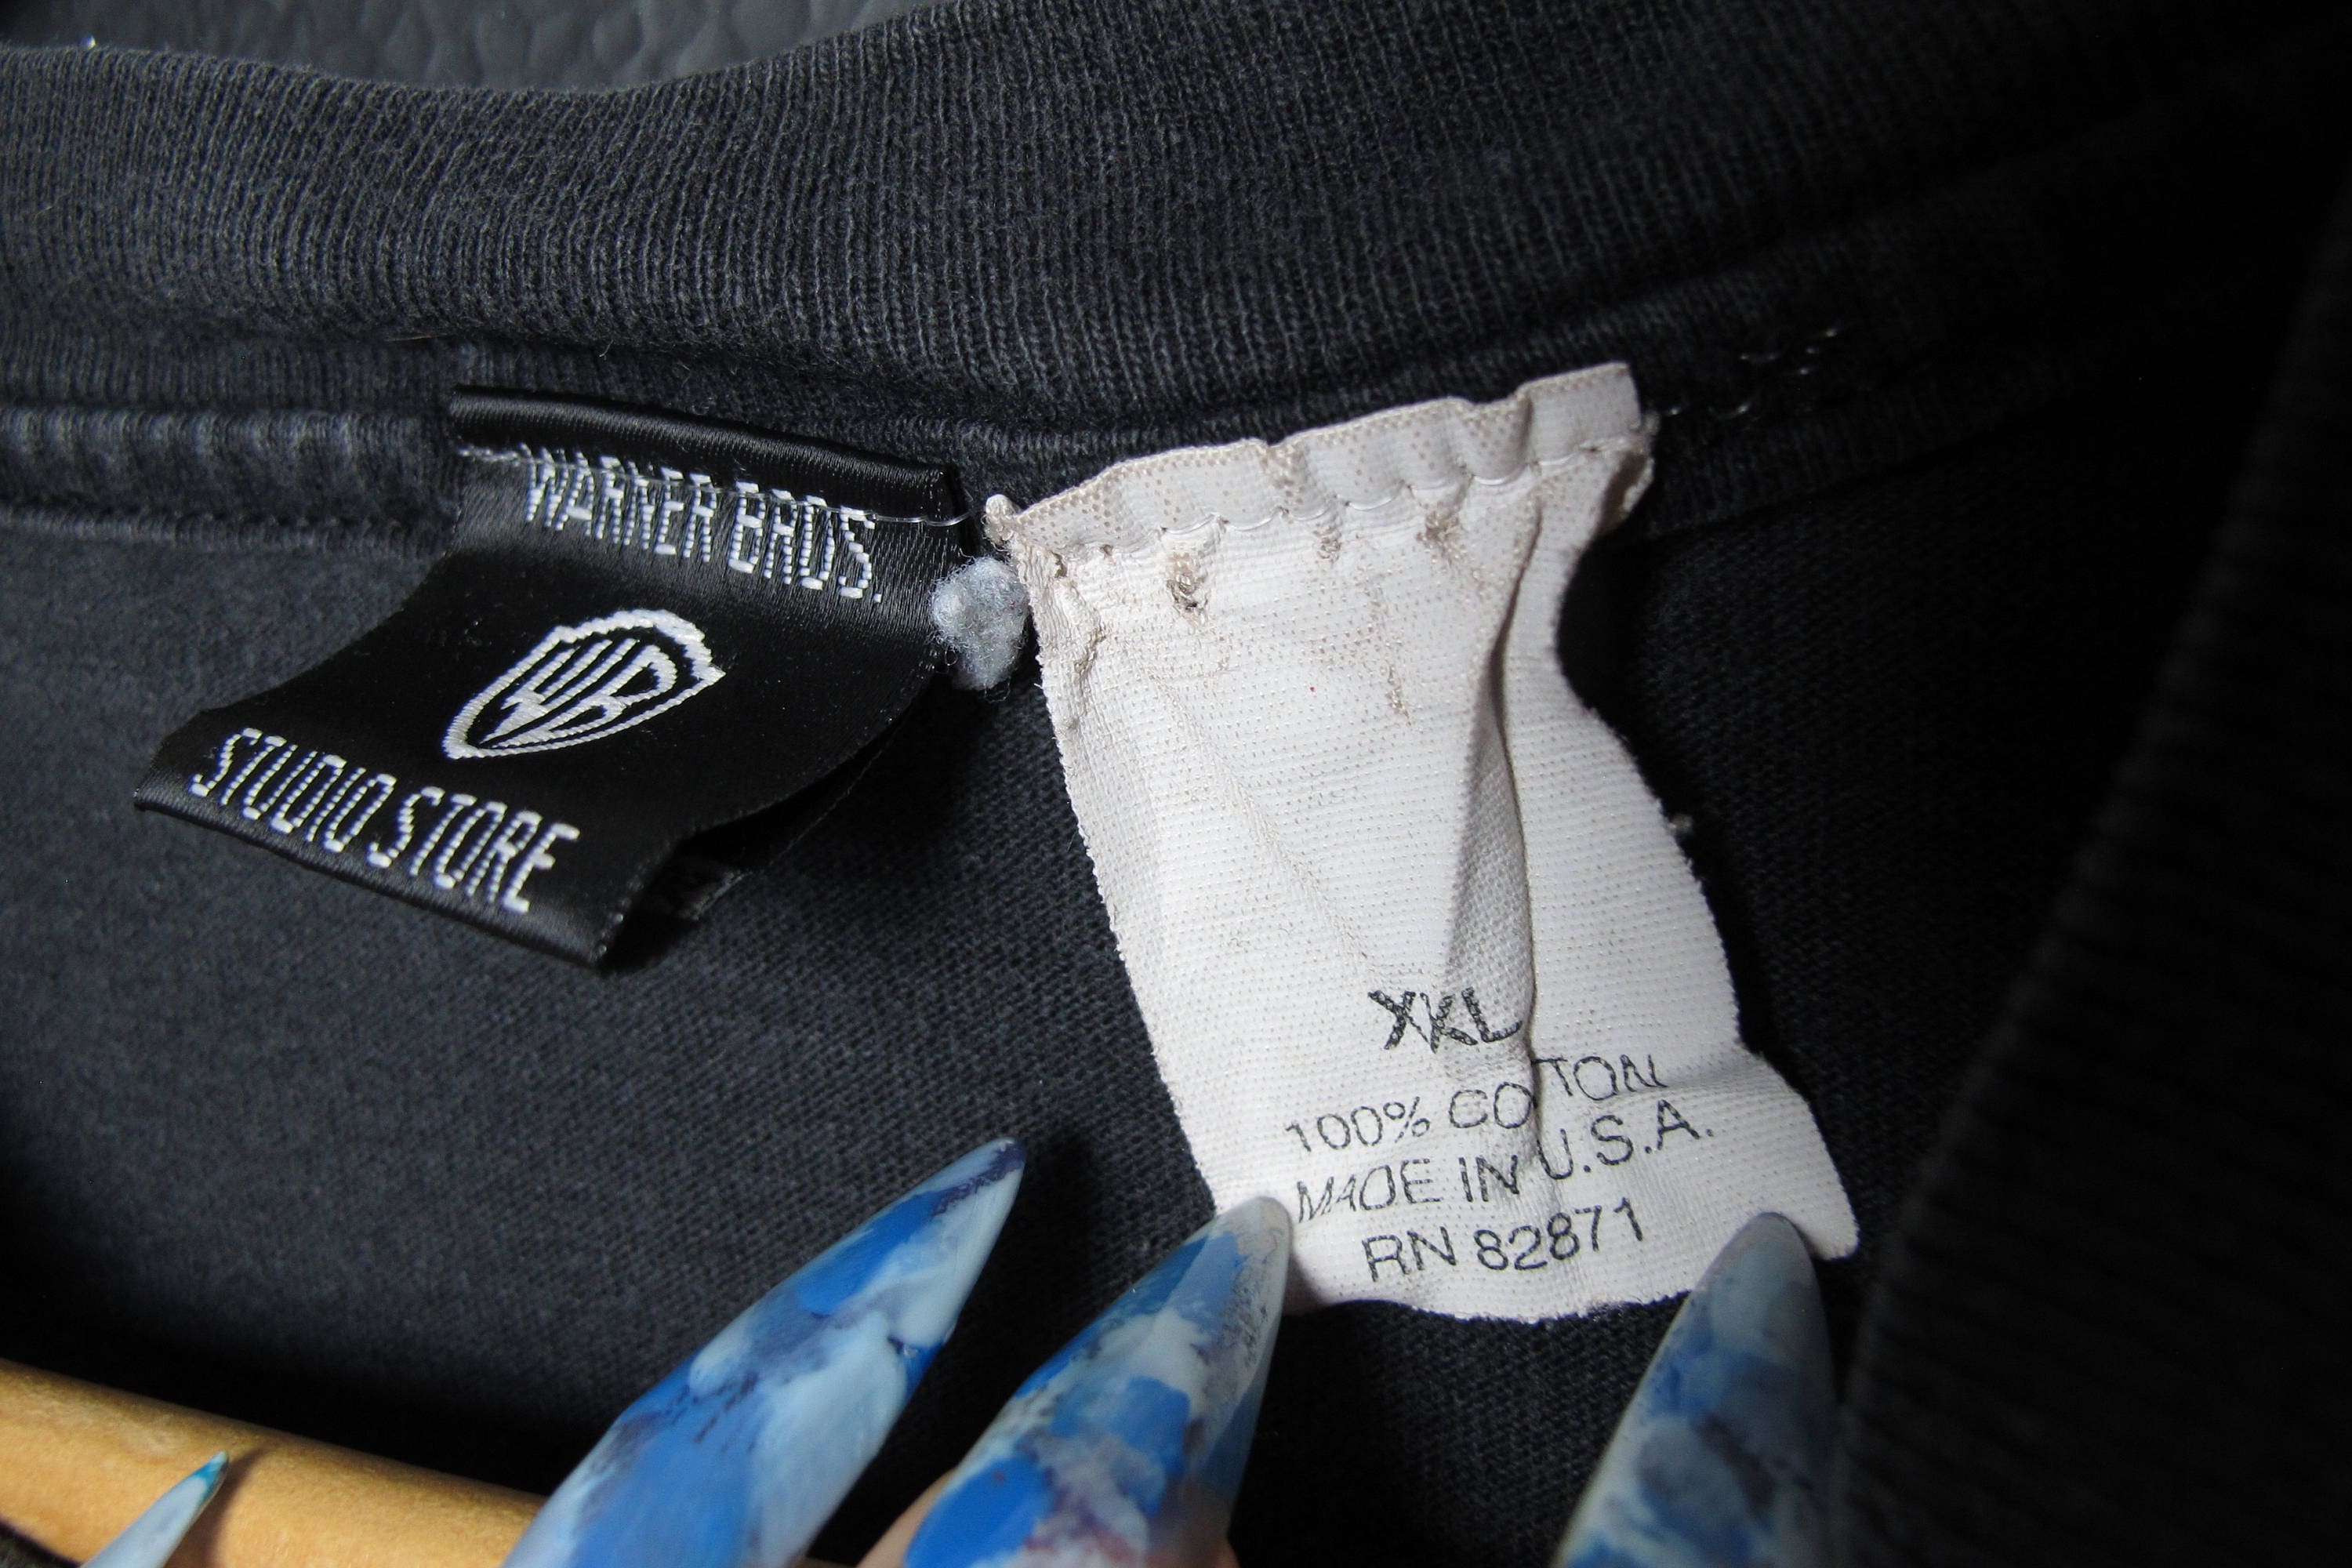 WARNER BROS.
WB
STUDIO STORE
XXL
100% COTTON
MADE IN U.S.A.
RN 82871